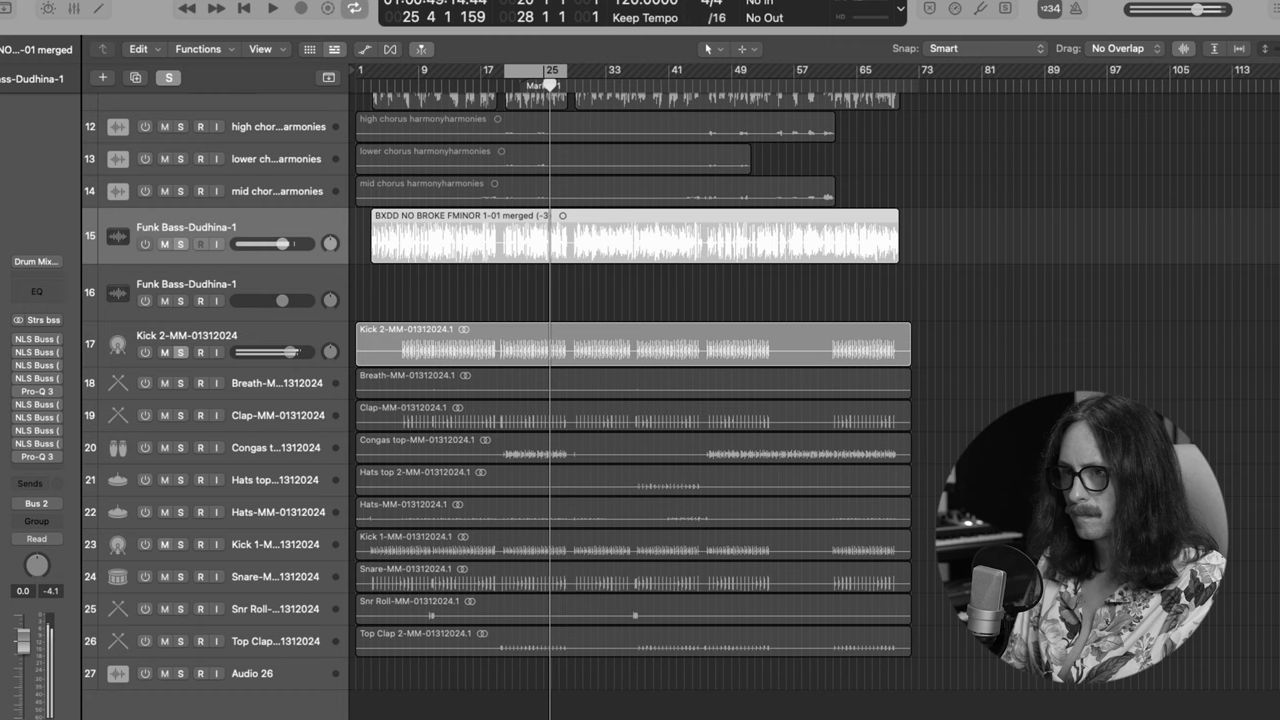 25 4 1 159
28 1 1 1
Keep Tempo
/16
No Out
1234
NO...-01 merged
Edit
Functions
View
Snap: Smart
Drag: No Overlap
ss-Dudhina-1
S
1 9 17 25 33 41 49 57 65 73 81 89 97 105 113
12 M S R I high chor...armonies
high chorus harmonyharmonies
13 M S R I lower ch...armonies
lower chorus harmonyharmonies
14 M S R I mid chor...armonies
mid chorus harmonyharmonies
15 Funk Bass-Dudhina-1
M S R I
BXDD NO BROKE FMINOR 1-01 merged (-3
16 Funk Bass-Dudhina-1
M S R I
17 Kick 2-MM-01312024
M S R I
Kick 2-MM-01312024.1
18 M S R I Breath-M...1312024
Breath-MM-01312024.1
19 M S R I Clap-MM-01312024
Clap-MM-01312024.1
20 M S R I Congas t...1312024
Congas top-MM-01312024.1
21 M S R I Hats top...1312024
Hats top 2-MM-01312024.1
22 M S R I Hats-MM-01312024
Hats-MM-01312024.1
23 M S R I Kick 1-M...1312024
Kick 1-MM-01312024.1
24 M S R I Snare-M...1312024
Snare-MM-01312024.1
25 M S R I Snr Roll-...1312024
Snr Roll-MM-01312024.1
26 M S R I Top Clap...1312024
Top Clap 2-MM-01312024.1
27 M S R I Audio 26
Drum Mix...
EQ
Strs bss
NLS Buss (
NLS Buss (
NLS Buss (
NLS Buss (
Pro-Q 3
NLS Buss (
NLS Buss (
NLS Buss (
NLS Buss (
Pro-Q 3
Sends
Bus 2
Group
Read
0.0 -4.1